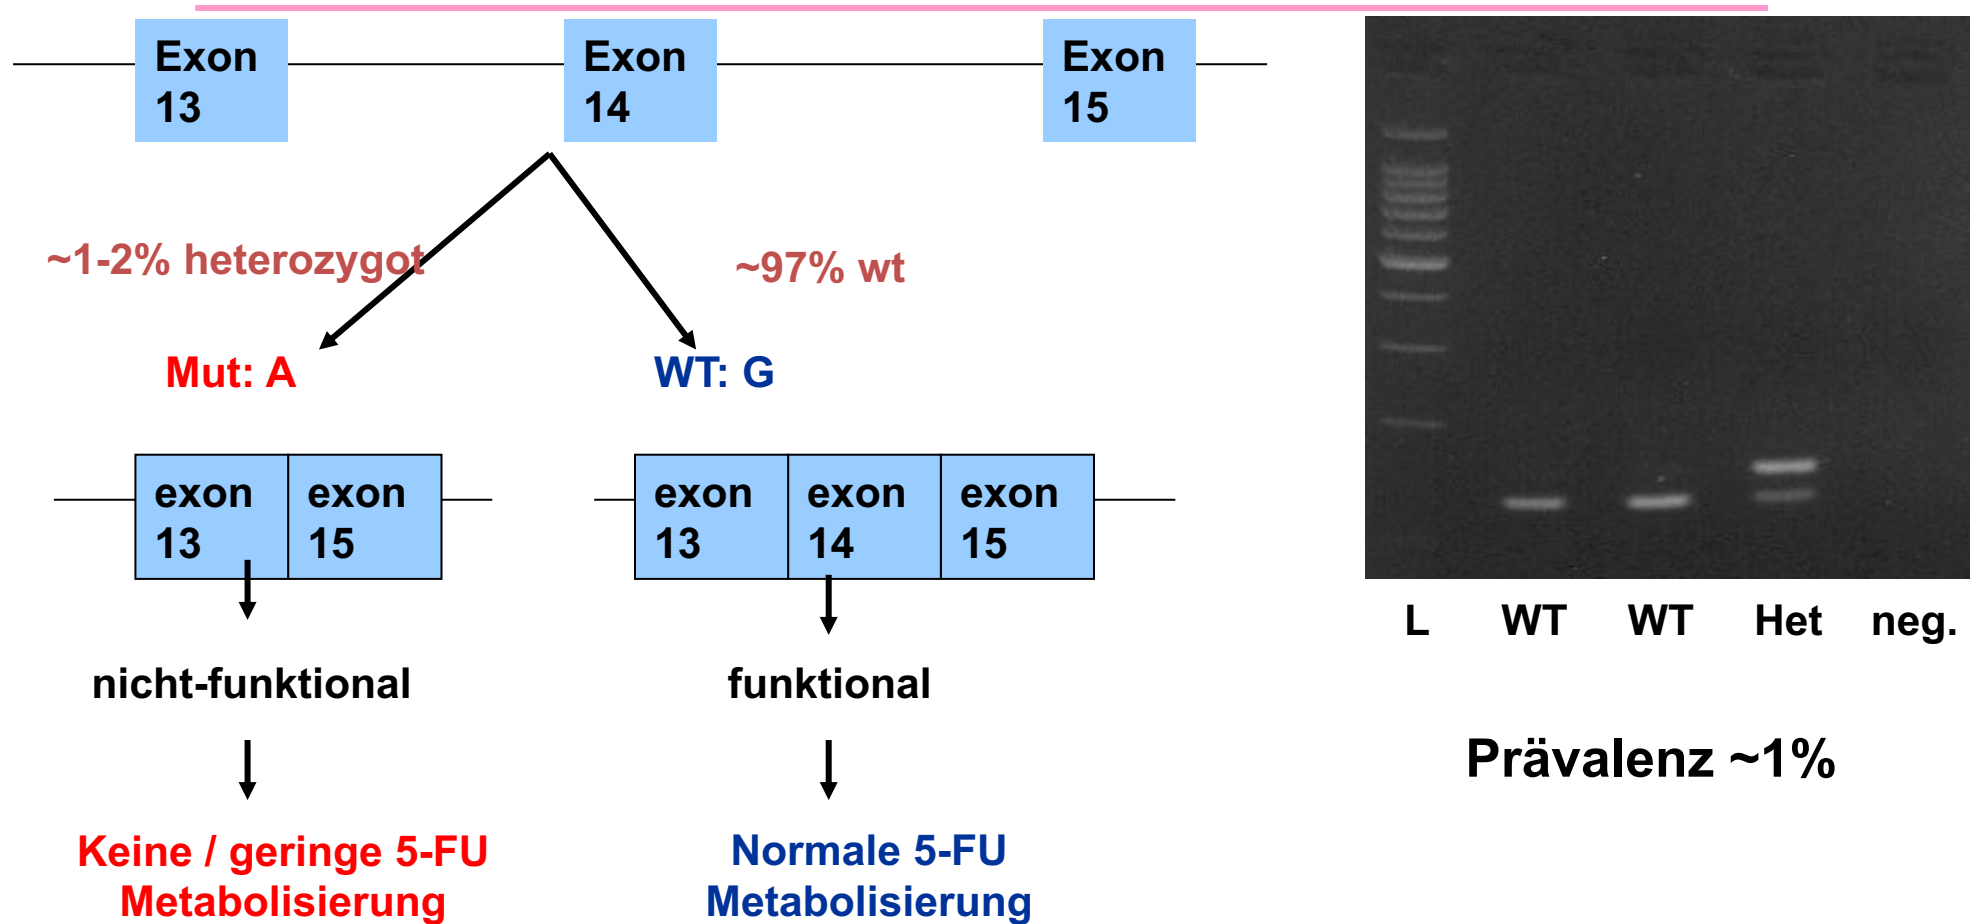 Exon
13
Exon
14
Exon
15
~1-2% heterozygot
~97% wt
Mut: A
WT: G
exon
13
exon
15
exon
13
exon
14
exon
15
nicht-funktional
funktional
Keine / geringe 5-FU
Metabolisierung
Normale 5-FU
Metabolisierung
L WT WT Het neg.
Prävalenz ~1%